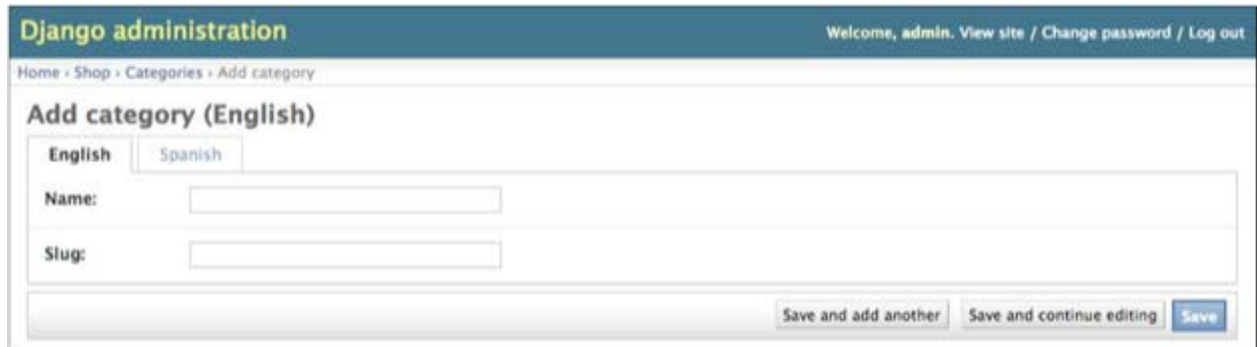 Django administration Welcome, admin. View site / Change password / Log out
Home › Shop › Categories › Add category
Add category (English)
English Spanish
Name:
Slug:
Save and add another Save and continue editing Save